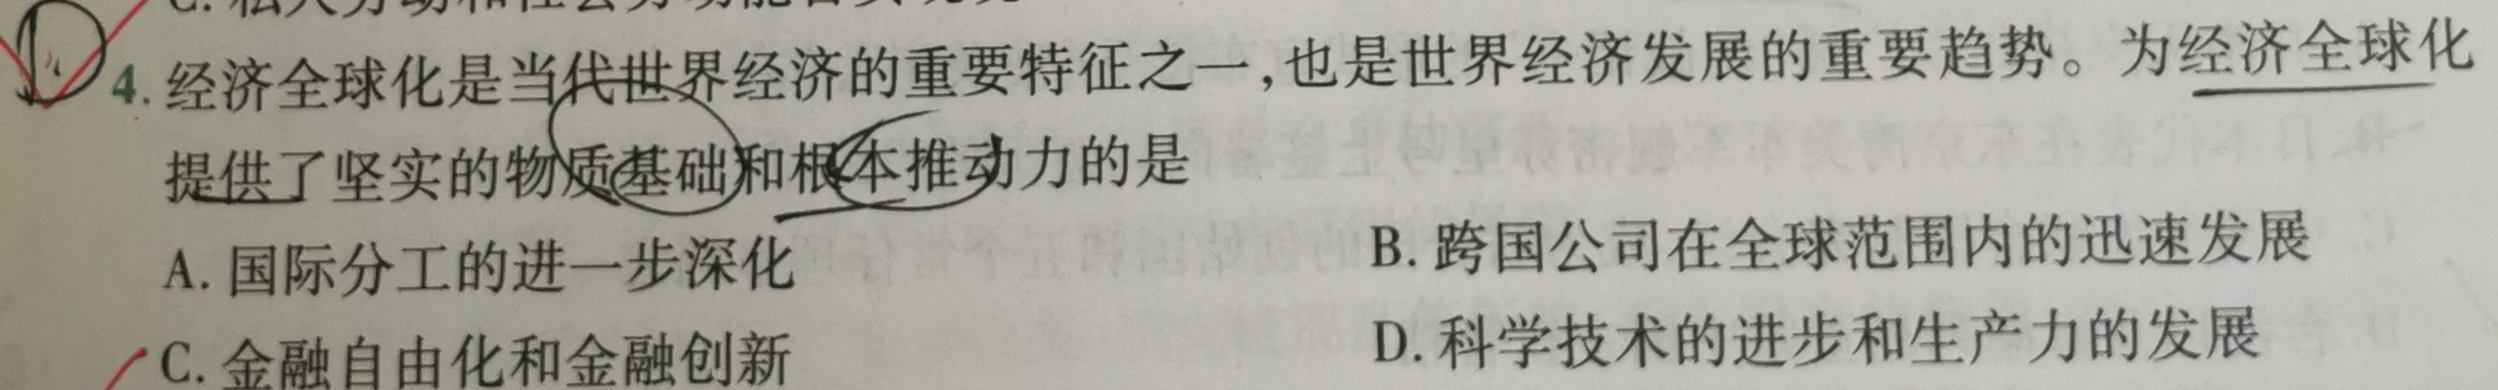 4. 经济全球化是当代世界经济的重要特征之一,也是世界经济发展的重要趋势。为经济全球化
提供了坚实的物质基础和根本推动力的是
A. 国际分工的进一步深化 B. 跨国公司在全球范围内的迅速发展
C. 金融自由化和金融创新 D. 科学技术的进步和生产力的发展